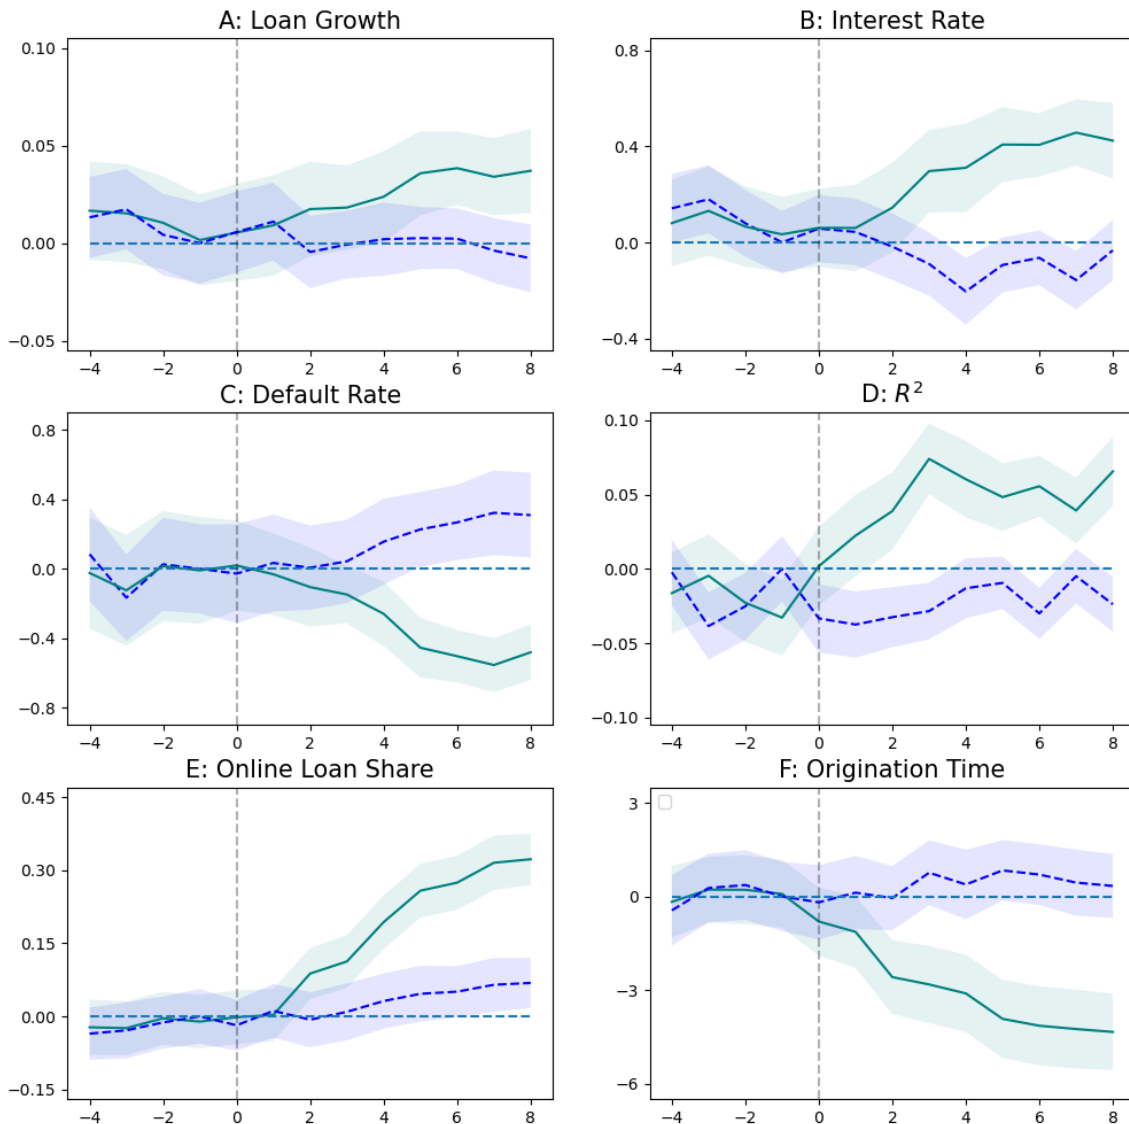 A: Loan Growth
0.10
0.05
0.00
−0.05
−4 −2 0 2 4 6 8
B: Interest Rate
0.8
0.4
0.0
−0.4
−4 −2 0 2 4 6 8
C: Default Rate
0.8
0.4
0.0
−0.4
−0.8
−4 −2 0 2 4 6 8
D: R²
0.10
0.05
0.00
−0.05
−0.10
−4 −2 0 2 4 6 8
E: Online Loan Share
0.45
0.30
0.15
0.00
−0.15
−4 −2 0 2 4 6 8
F: Origination Time
3
0
−3
−6
−4 −2 0 2 4 6 8